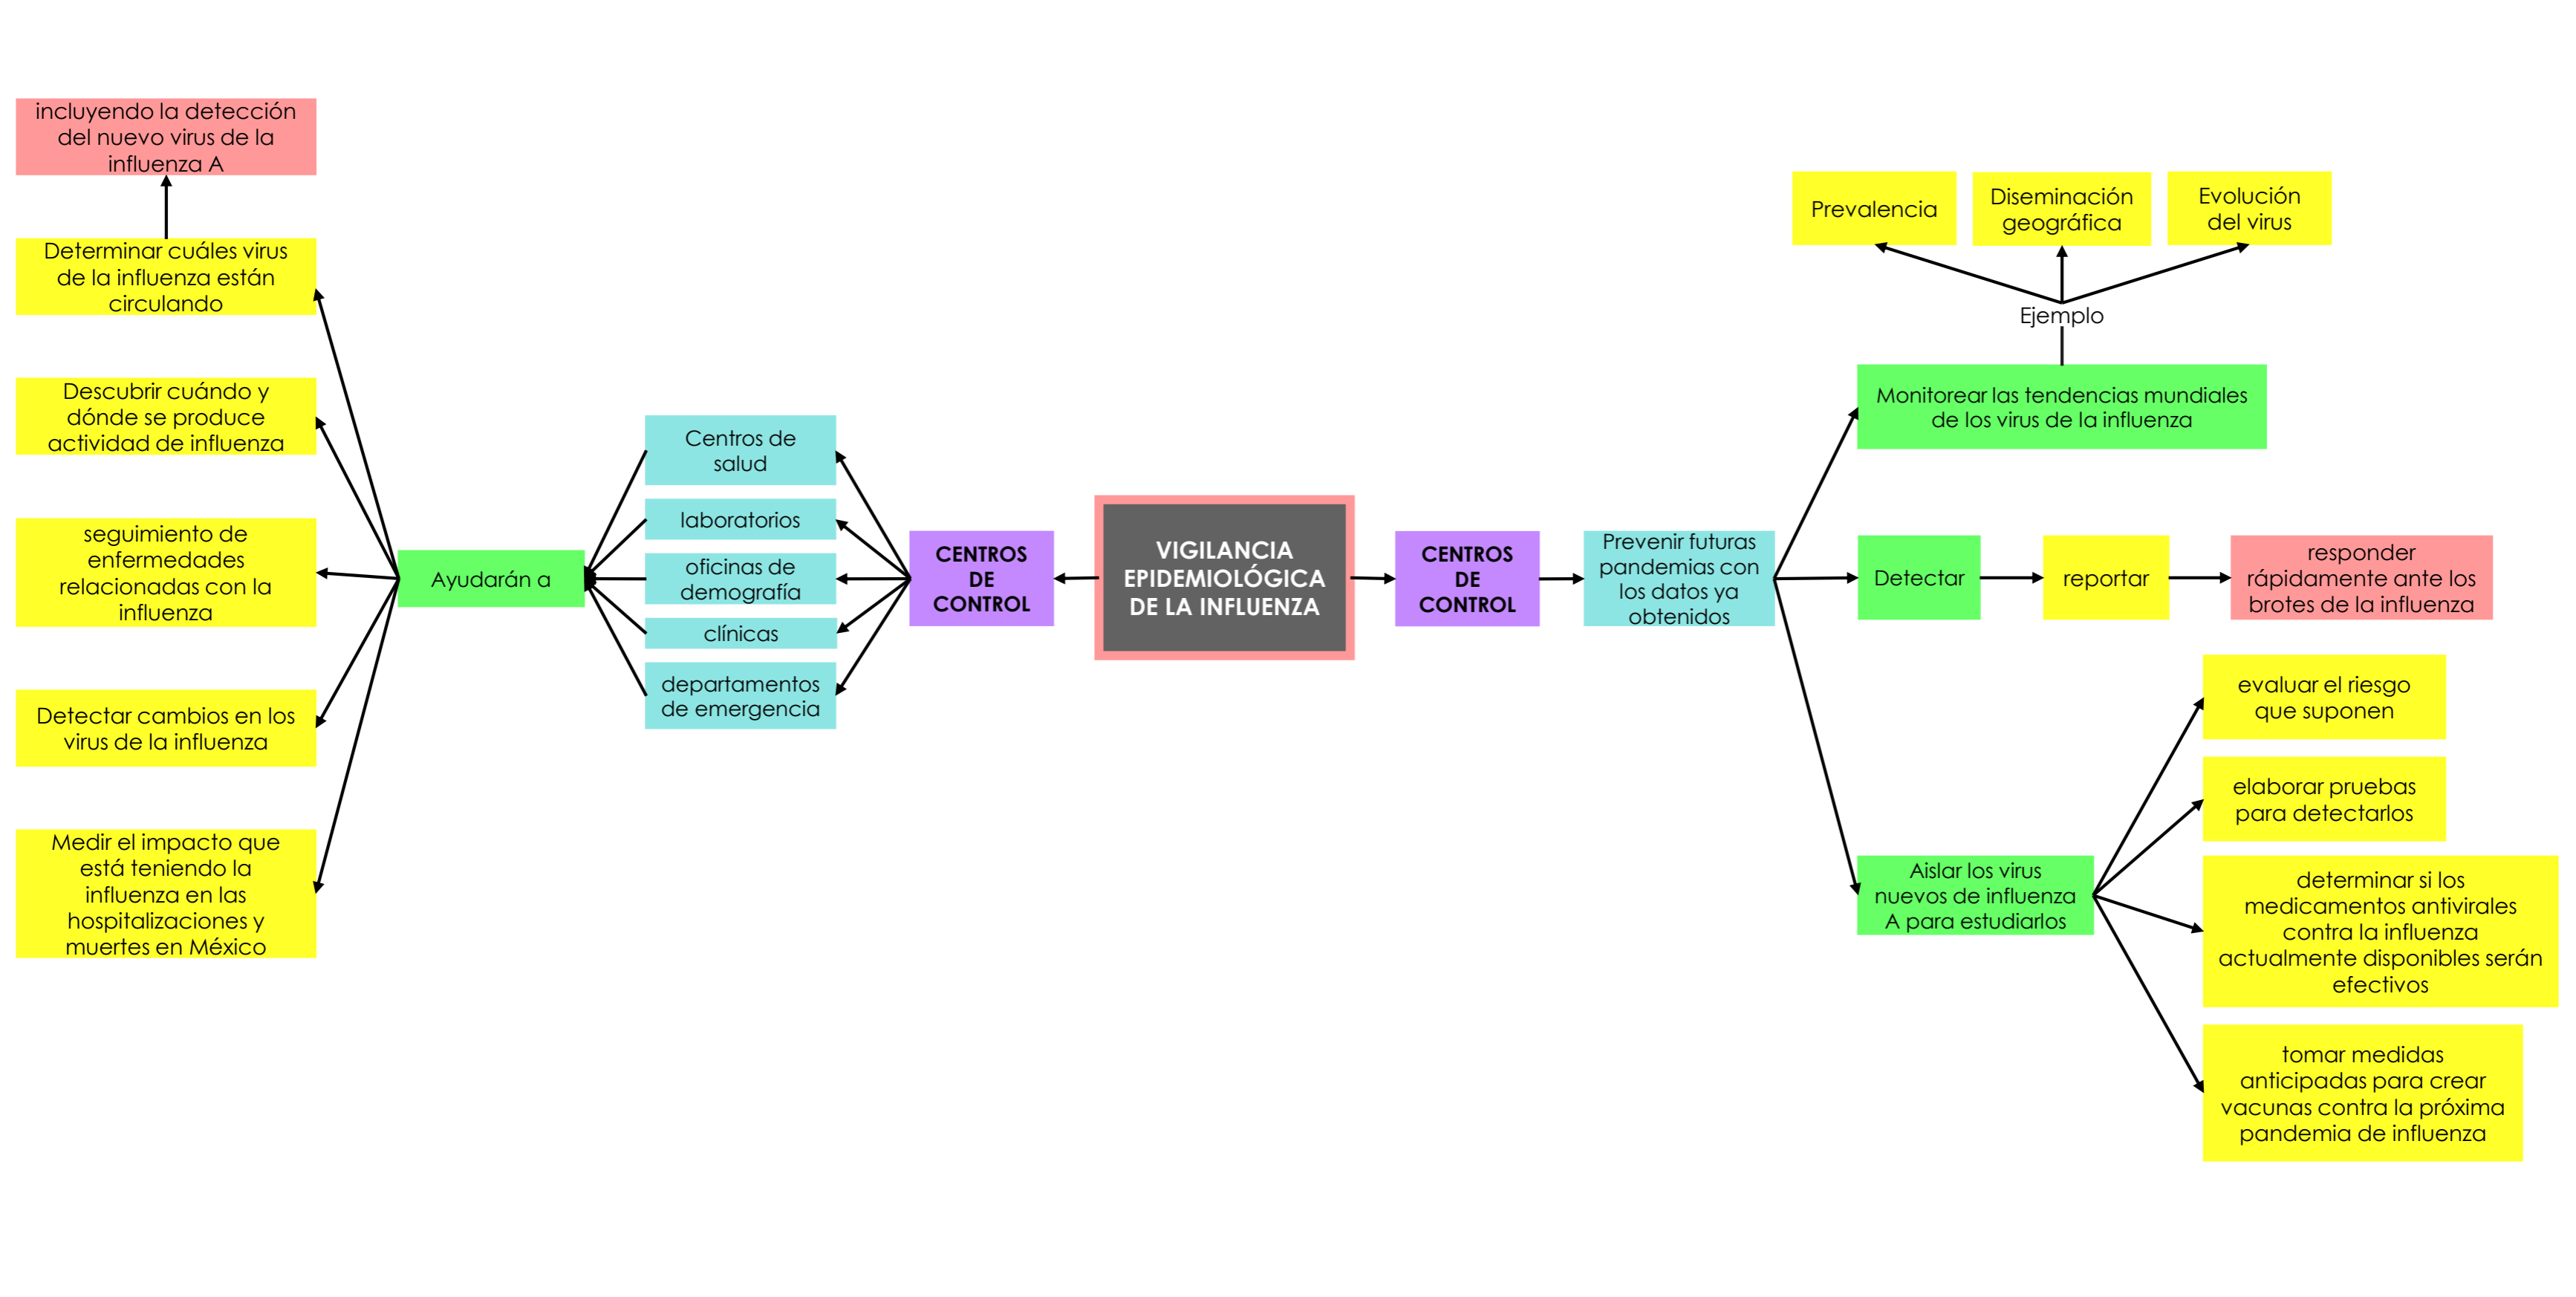 incluyendo la detección
del nuevo virus de la
influenza A
Determinar cuáles virus
de la influenza están
circulando
Descubrir cuándo y
dónde se produce
actividad de influenza
seguimiento de
enfermedades
relacionadas con la
influenza
Detectar cambios en los
virus de la influenza
Medir el impacto que
está teniendo la
influenza en las
hospitalizaciones y
muertes en México
Ayudarán a
Centros de
salud
laboratorios
oficinas de
demografía
clínicas
departamentos
de emergencia
CENTROS
DE
CONTROL
VIGILANCIA
EPIDEMIOLÓGICA
DE LA INFLUENZA
CENTROS
DE
CONTROL
Prevenir futuras
pandemias con
los datos ya
obtenidos
Prevalencia
Diseminación
geográfica
Evolución
del virus
Ejemplo
Monitorear las tendencias mundiales
de los virus de la influenza
Detectar
reportar
responder
rápidamente ante los
brotes de la influenza
Aislar los virus
nuevos de influenza
A para estudiarlos
evaluar el riesgo
que suponen
elaborar pruebas
para detectarlos
determinar si los
medicamentos antivirales
contra la influenza
actualmente disponibles serán
efectivos
tomar medidas
anticipadas para crear
vacunas contra la próxima
pandemia de influenza